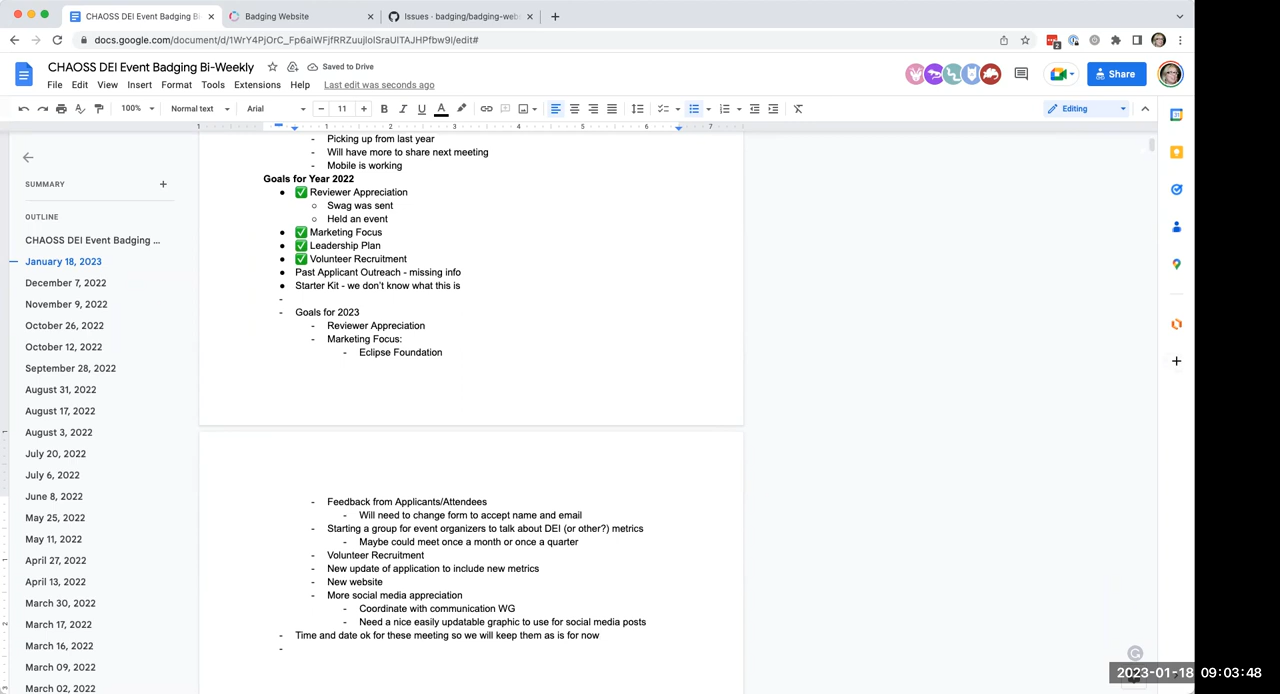 CHAOSS DEI Event Badging Bi
Badging Website
Issues · badging/badging-web
docs.google.com/document/d/1WrY4PjOrC_Fp6aiWFjfRRZuujlolSraUITAJHPfbw9I/edit#
CHAOSS DEI Event Badging Bi-Weekly
Saved to Drive
File Edit View Insert Format Tools Extensions Help Last edit was seconds ago
Share
100% Normal text Arial 11 Editing
1 1 2 3 4 5 6 7
SUMMARY
OUTLINE
CHAOSS DEI Event Badging ...
January 18, 2023
December 7, 2022
November 9, 2022
October 26, 2022
October 12, 2022
September 28, 2022
August 31, 2022
August 17, 2022
August 3, 2022
July 20, 2022
July 6, 2022
June 8, 2022
May 25, 2022
May 11, 2022
April 27, 2022
April 13, 2022
March 30, 2022
March 17, 2022
March 16, 2022
March 09, 2022
March 02, 2022
- Picking up from last year
- Will have more to share next meeting
- Mobile is working
Goals for Year 2022
● ✅ Reviewer Appreciation
○ Swag was sent
○ Held an event
● ✅ Marketing Focus
● ✅ Leadership Plan
● ✅ Volunteer Recruitment
● Past Applicant Outreach - missing info
● Starter Kit - we don't know what this is
-
- Goals for 2023
- Reviewer Appreciation
- Marketing Focus:
- Eclipse Foundation
- Feedback from Applicants/Attendees
- Will need to change form to accept name and email
- Starting a group for event organizers to talk about DEI (or other?) metrics
- Maybe could meet once a month or once a quarter
- Volunteer Recruitment
- New update of application to include new metrics
- New website
- More social media appreciation
- Coordinate with communication WG
- Need a nice easily updatable graphic to use for social media posts
- Time and date ok for these meeting so we will keep them as is for now
-
2023-01-18 09:03:48